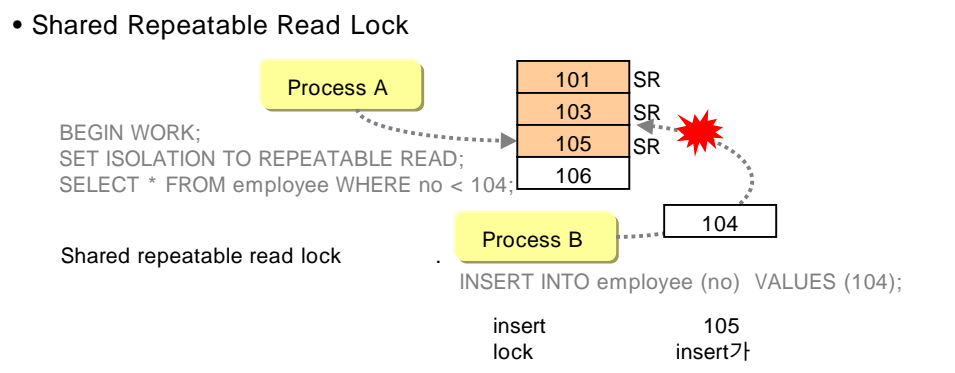 • Shared Repeatable Read Lock
Process A
101 SR
103 SR
105 SR
106
BEGIN WORK;
SET ISOLATION TO REPEATABLE READ;
SELECT * FROM employee WHERE no < 104;
104
Process B
Shared repeatable read lock .
INSERT INTO employee (no) VALUES (104);
insert 105
lock insert가